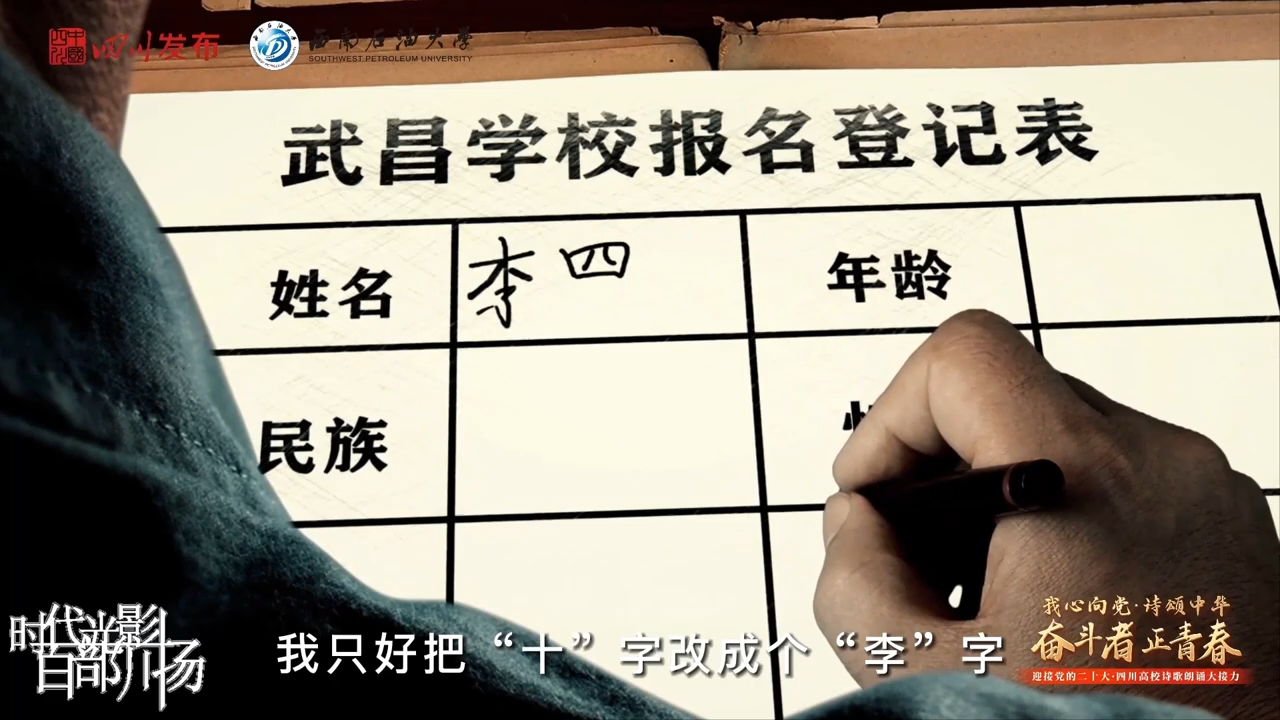 四川中國
四川发布
西南石油大学
SOUTHWEST PETROLEUM UNIVERSITY
武昌学校报名登记表
姓名
李四
年龄
民族
时代光影
百部川扬
我只好把“十”字改成个“李”字
我心向党·诗颂中华
奋斗者正青春
迎接党的二十大·四川高校诗歌朗诵大接力